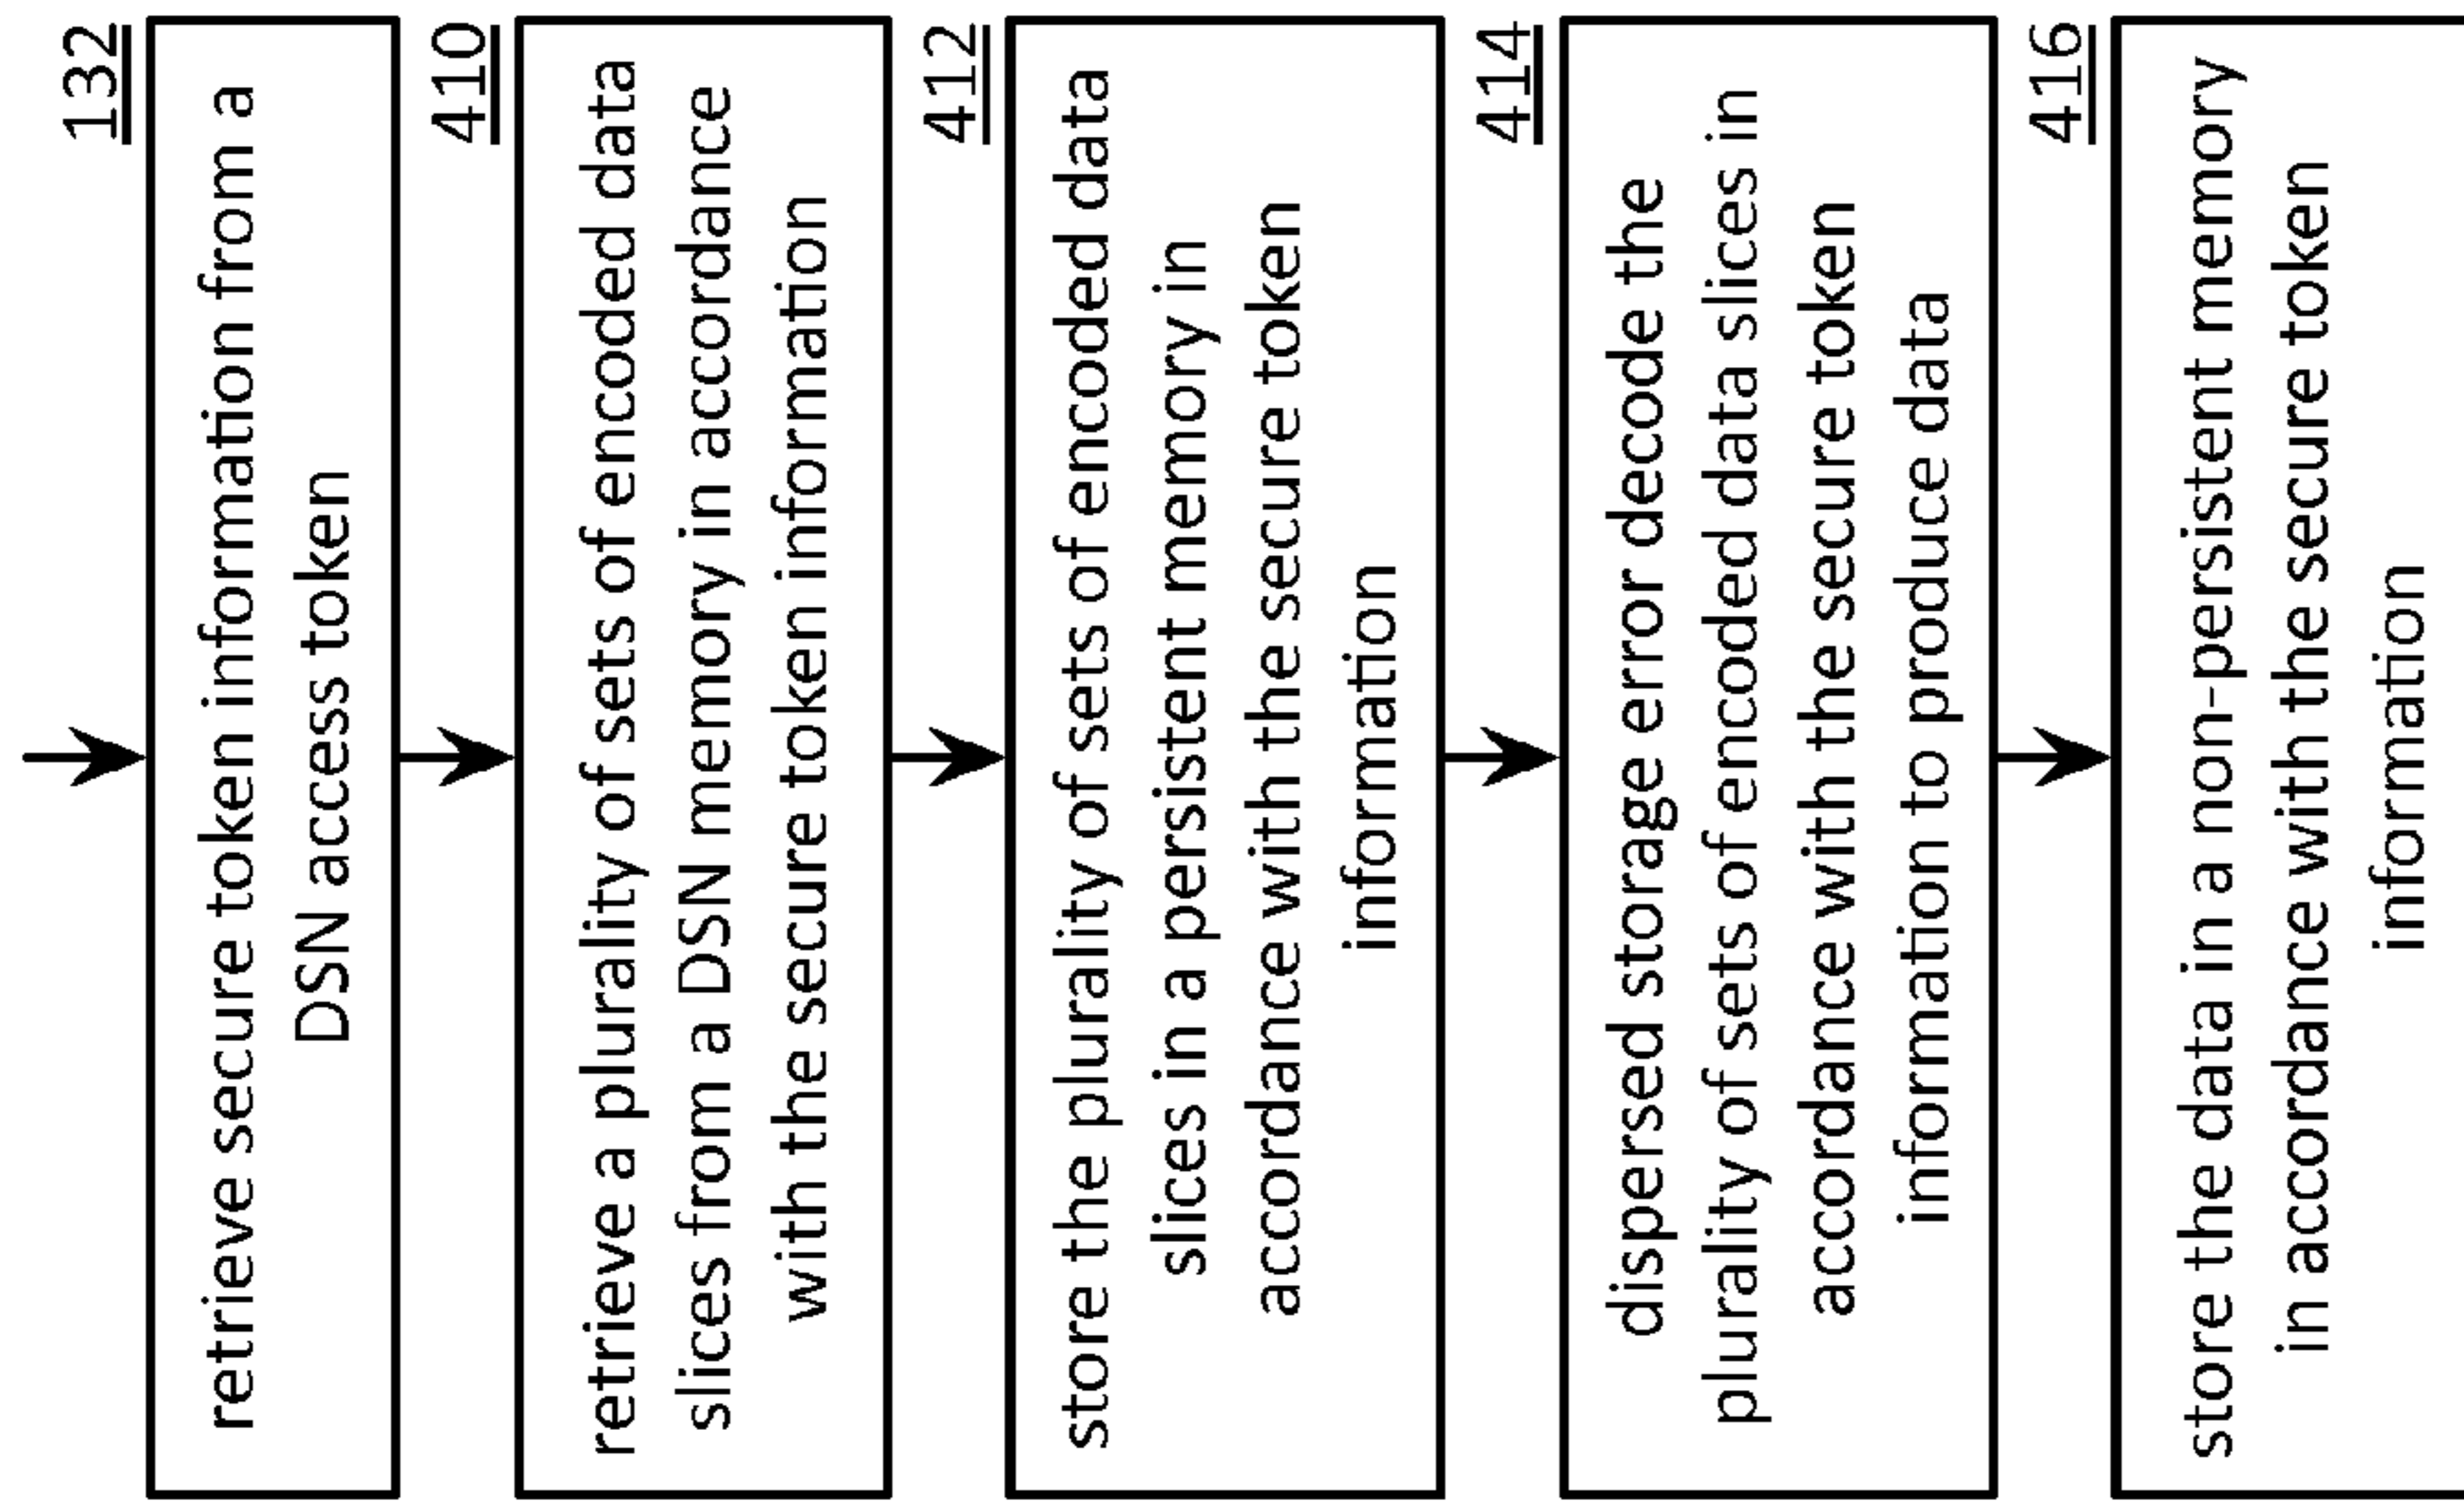 132
retrieve secure token information from a
DSN access token
410
retrieve a plurality of sets of encoded data
slices from a DSN memory in accordance
with the secure token information
412
store the plurality of sets of encoded data
slices in a persistent memory in
accordance with the secure token
information
414
dispersed storage error decode the
plurality of sets of encoded data slices in
accordance with the secure token
information to produce data
416
store the data in a non-persistent memory
in accordance with the secure token
information